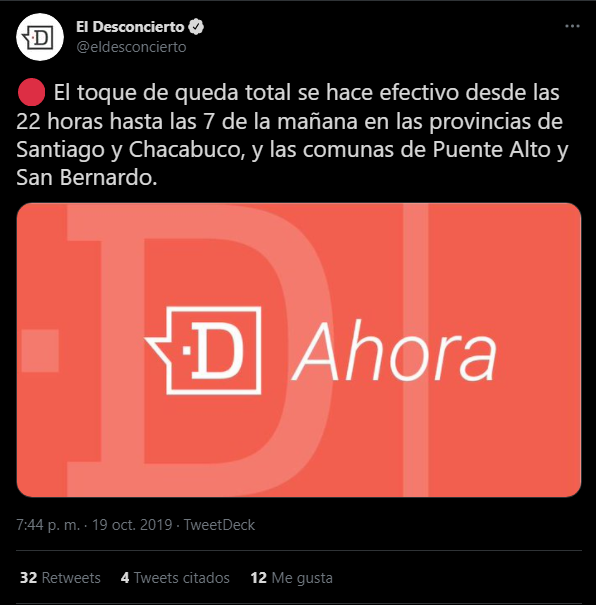 El Desconcierto
@eldesconcierto
El toque de queda total se hace efectivo desde las
22 horas hasta las 7 de la mañana en las provincias de
Santiago y Chacabuco, y las comunas de Puente Alto y
San Bernardo.
D
·D Ahora
7:44 p. m. · 19 oct. 2019 · TweetDeck
32 Retweets 4 Tweets citados 12 Me gusta